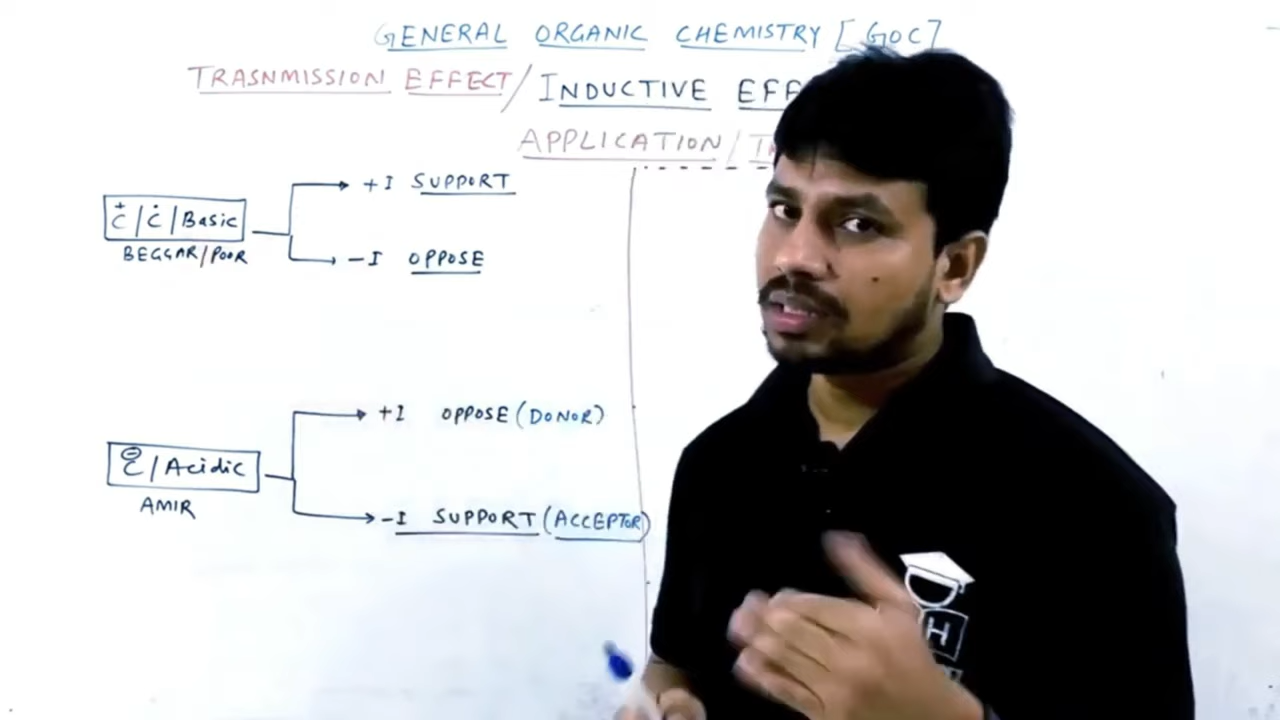 GENERAL ORGANIC CHEMISTRY [GOC]
TRASNMISSION EFFECT / INDUCTIVE
APPLICATION /
+I SUPPORT
C⁺ / Ċ / Basic
BEGGAR/POOR
-I OPPOSE
+I OPPOSE (DONOR)
C⊖ / Acidic
AMIR
-I SUPPORT (ACCEPTOR)
H